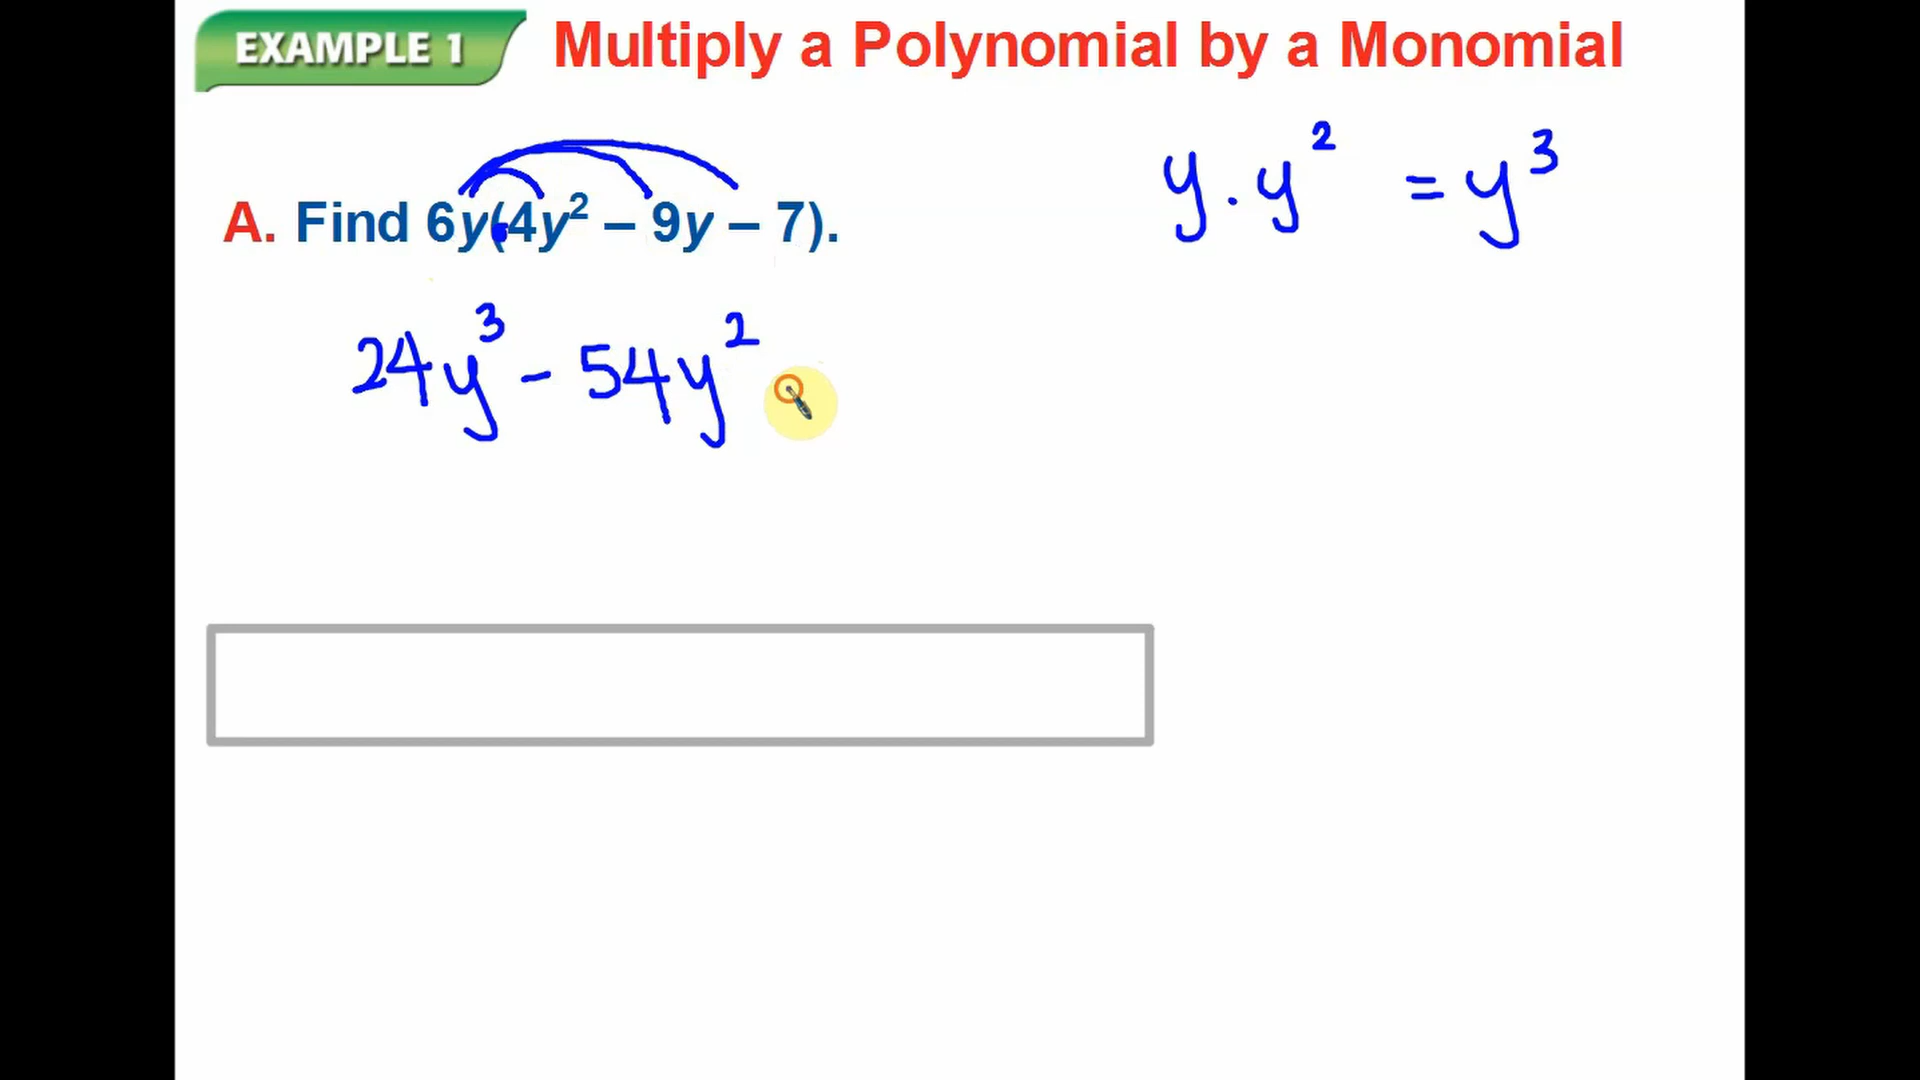 EXAMPLE 1 Multiply a Polynomial by a Monomial
A. Find 6y(4y² – 9y – 7).
y · y² = y³
24y³ - 54y²